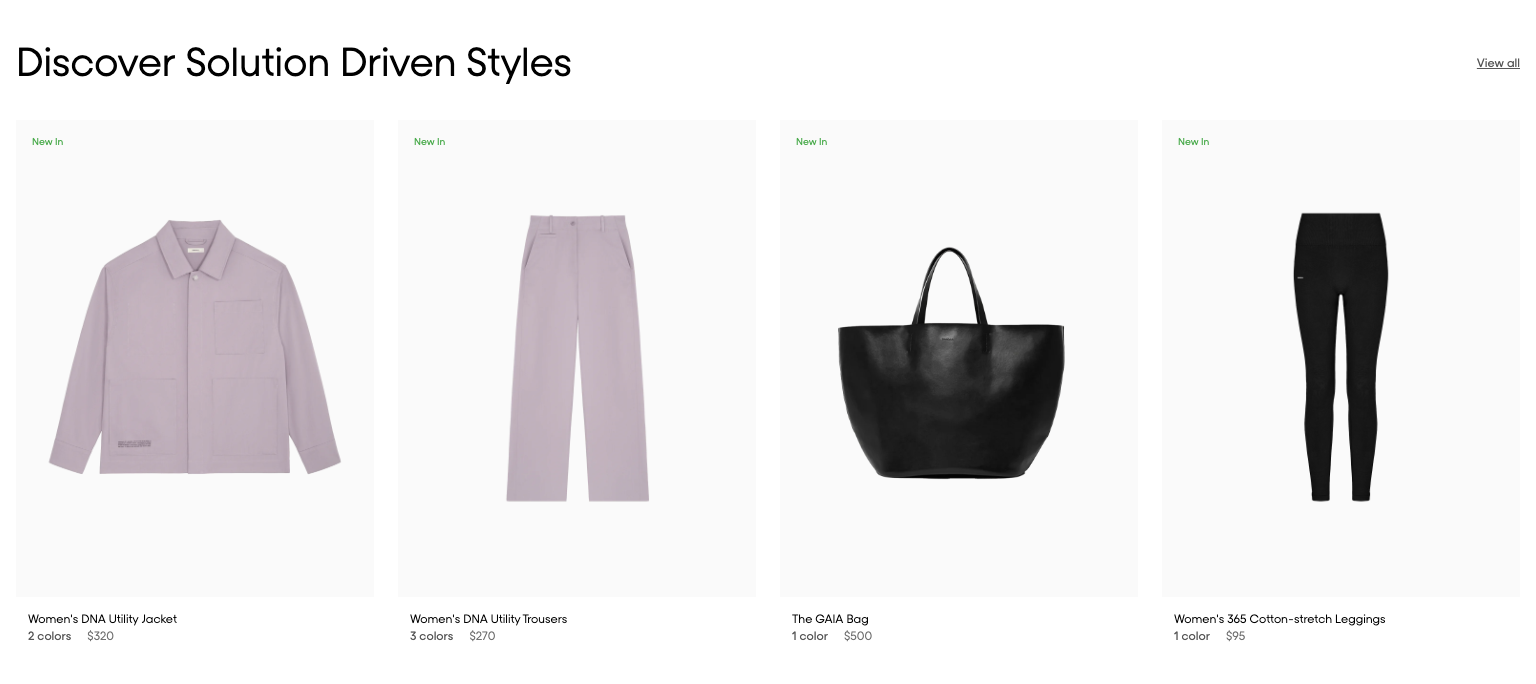 Discover Solution Driven Styles
View all
New In
New In
New In
New In
Women's DNA Utility Jacket
2 colors $320
Women's DNA Utility Trousers
3 colors $270
The GAIA Bag
1 color $500
Women's 365 Cotton-stretch Leggings
1 color $95